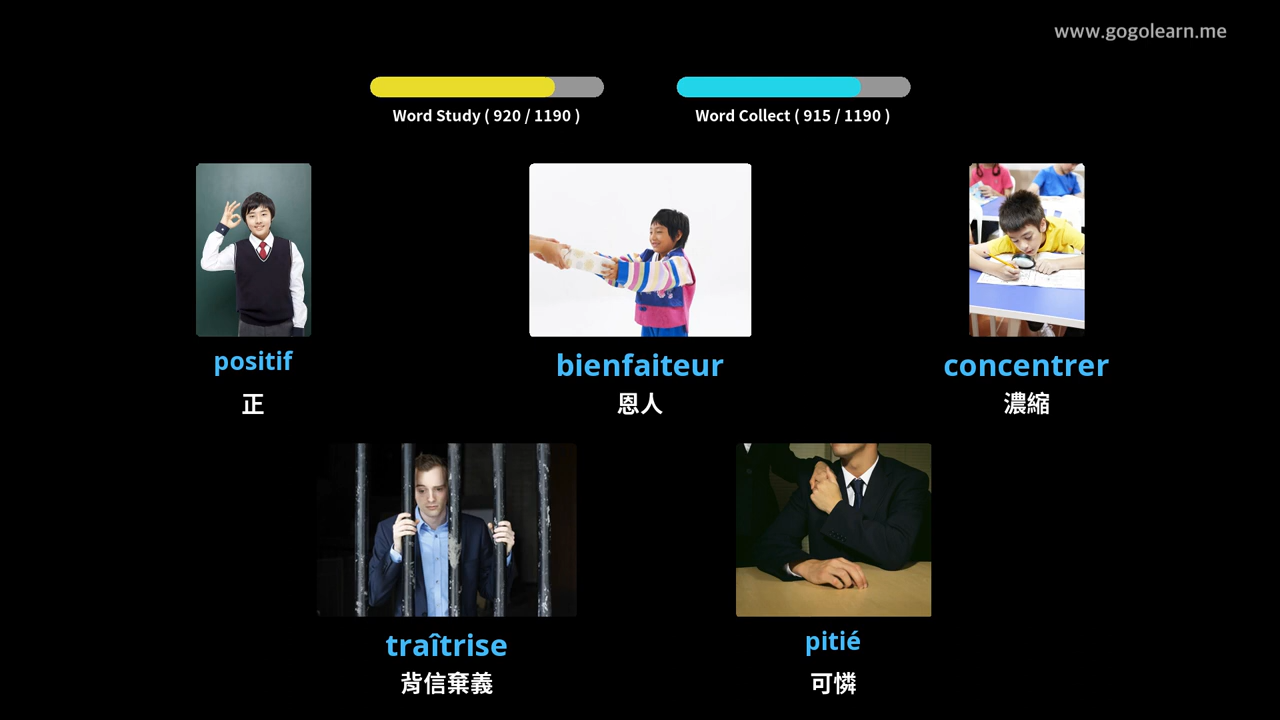 www.gogolearn.me
Word Study ( 920 / 1190 )
Word Collect ( 915 / 1190 )
positif
正
bienfaiteur
恩人
concentrer
濃縮
traîtrise
背信棄義
pitié
可憐